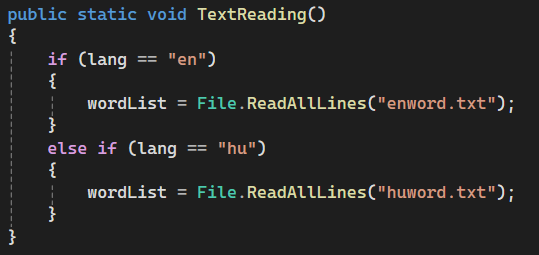 public static void TextReading()
{
    if (lang == "en")
    {
        wordList = File.ReadAllLines("enword.txt");
    }
    else if (lang == "hu")
    {
        wordList = File.ReadAllLines("huword.txt");
    }
}